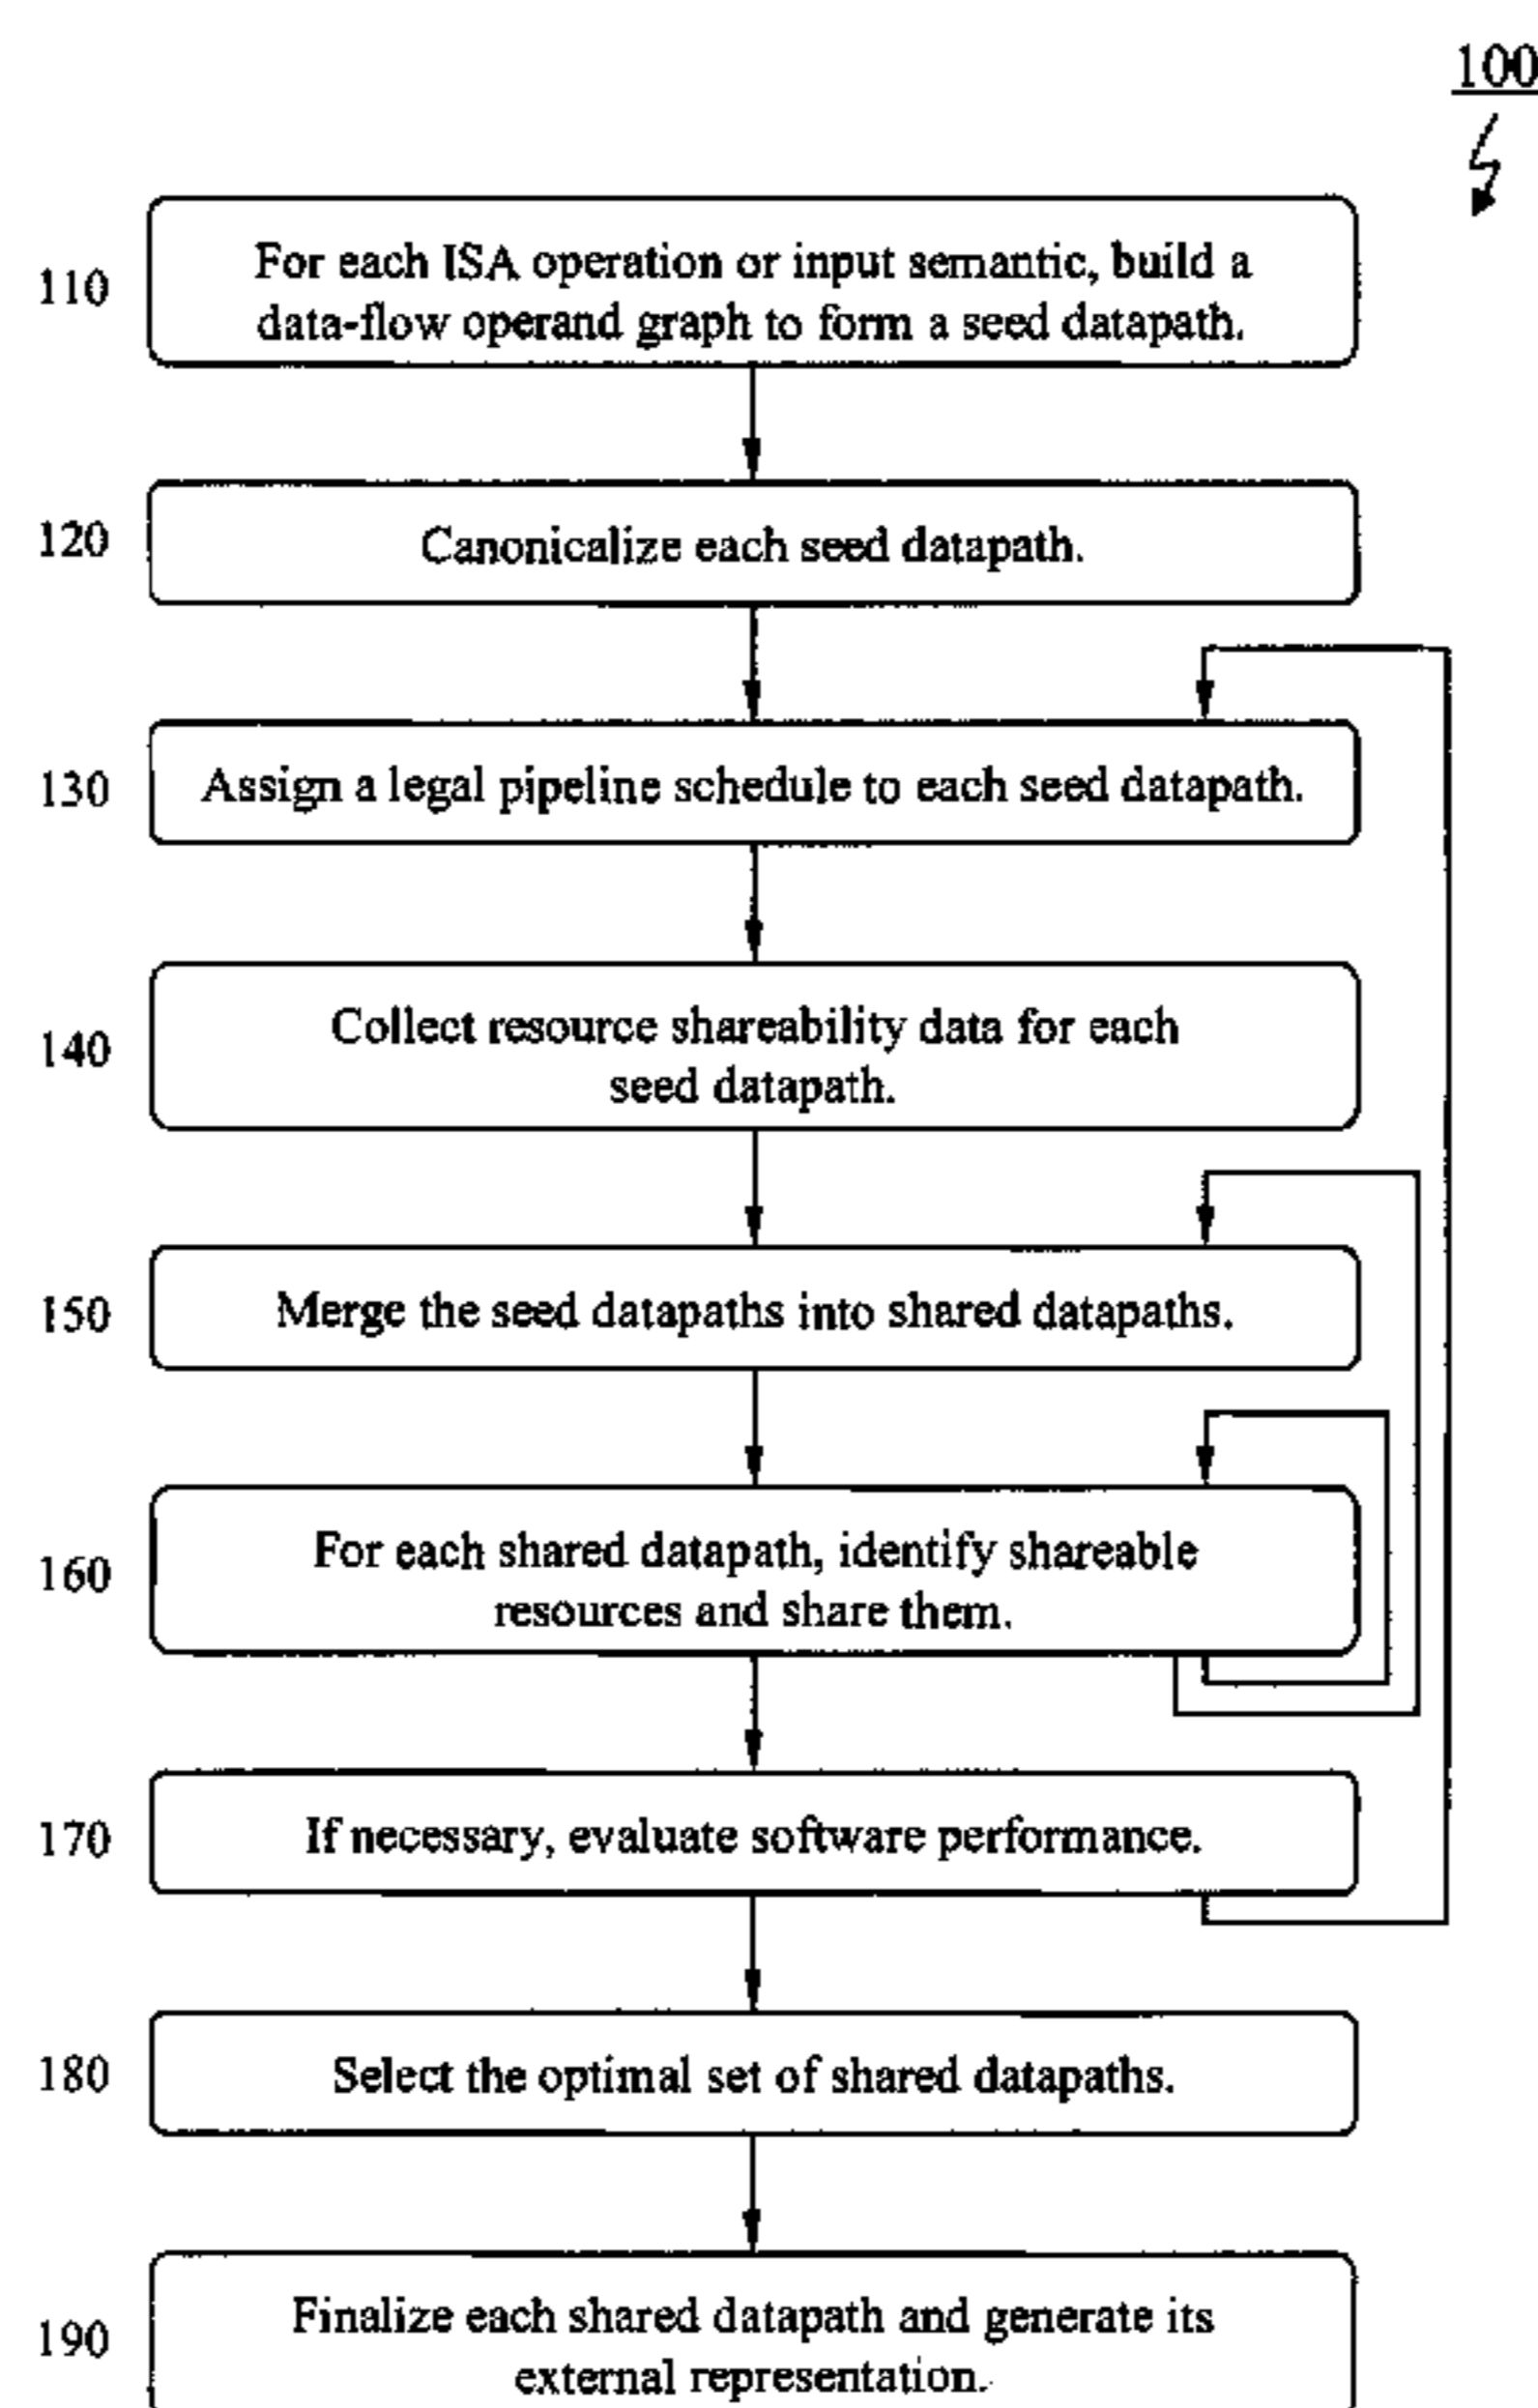 100
110
For each ISA operation or input semantic, build a
data-flow operand graph to form a seed datapath.
120
Canonicalize each seed datapath.
130
Assign a legal pipeline schedule to each seed datapath.
140
Collect resource shareability data for each
seed datapath.
150
Merge the seed datapaths into shared datapaths.
160
For each shared datapath, identify shareable
resources and share them.
170
If necessary, evaluate software performance.
180
Select the optimal set of shared datapaths.
190
Finalize each shared datapath and generate its
external representation.